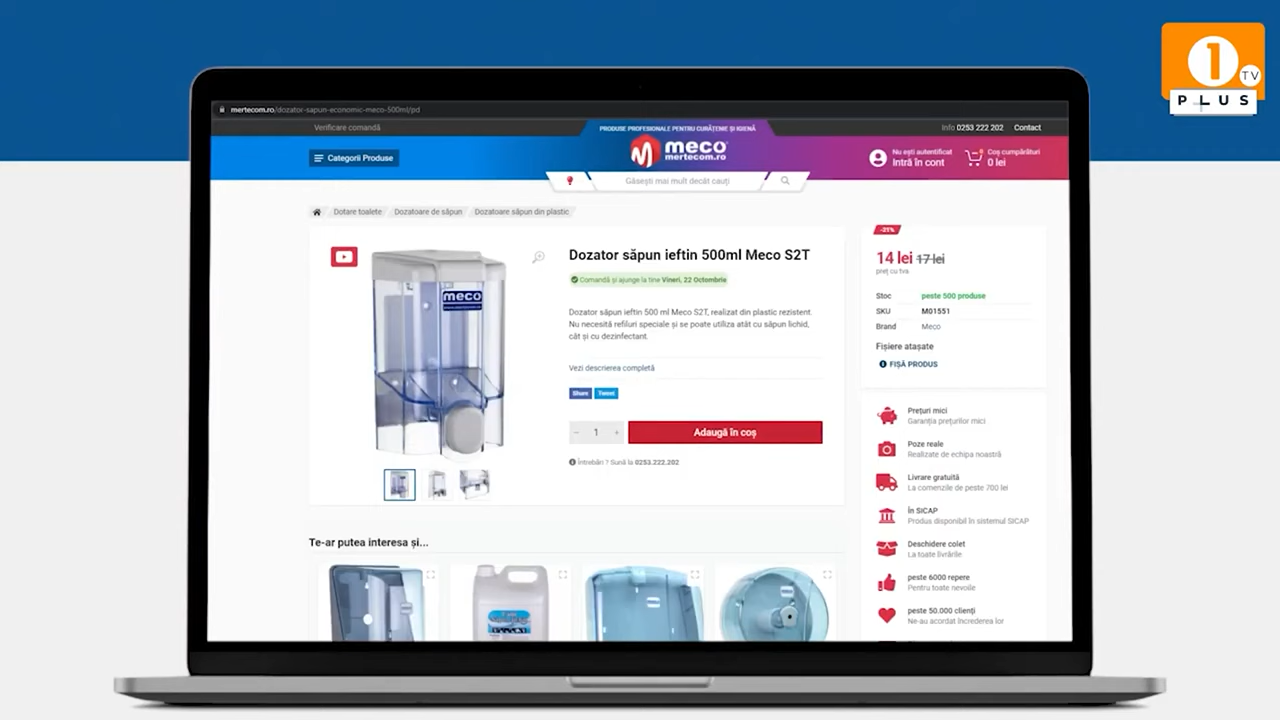 1
TV
PLUS
mertecom.ro/dozator-sapun-economic-meco-500ml/pd
Verificare comandă
PRODUSE PROFESIONALE PENTRU CURĂȚENIE ȘI IGIENĂ
Info 0253 222 202 Contact
Categorii Produse
meco
mertecom.ro
Nu ești autentificat
Intră în cont
0
Coș cumpărături
0 lei
Găsești mai mult decât cauți
Dotare toalete
Dozatoare de săpun
Dozatoare săpun din plastic
meco
Dozator săpun ieftin 500ml Meco S2T
Comandă și ajunge la tine Vineri, 22 Octombrie
Dozator săpun ieftin 500 ml Meco S2T, realizat din plastic rezistent.
Nu necesită refiluri speciale și se poate utiliza atât cu săpun lichid,
cât și cu dezinfectant.
Vezi descrierea completă
Share Tweet
- 1 +
Adaugă în coș
Întrebări ? Sună la 0253.222.202
-21%
14 lei 17 lei
preț cu tva
Stoc peste 500 produse
SKU M01551
Brand Meco
Fișiere atașate
FIȘĂ PRODUS
Prețuri mici
Garanția prețurilor mici
Poze reale
Realizate de echipa noastră
Livrare gratuită
La comenzile de peste 700 lei
În SICAP
Produs disponibil în sistemul SICAP
Deschidere colet
La toate livrările
peste 6000 repere
Pentru toate nevoile
peste 50.000 clienți
Ne-au acordat încrederea lor
Te-ar putea interesa și...